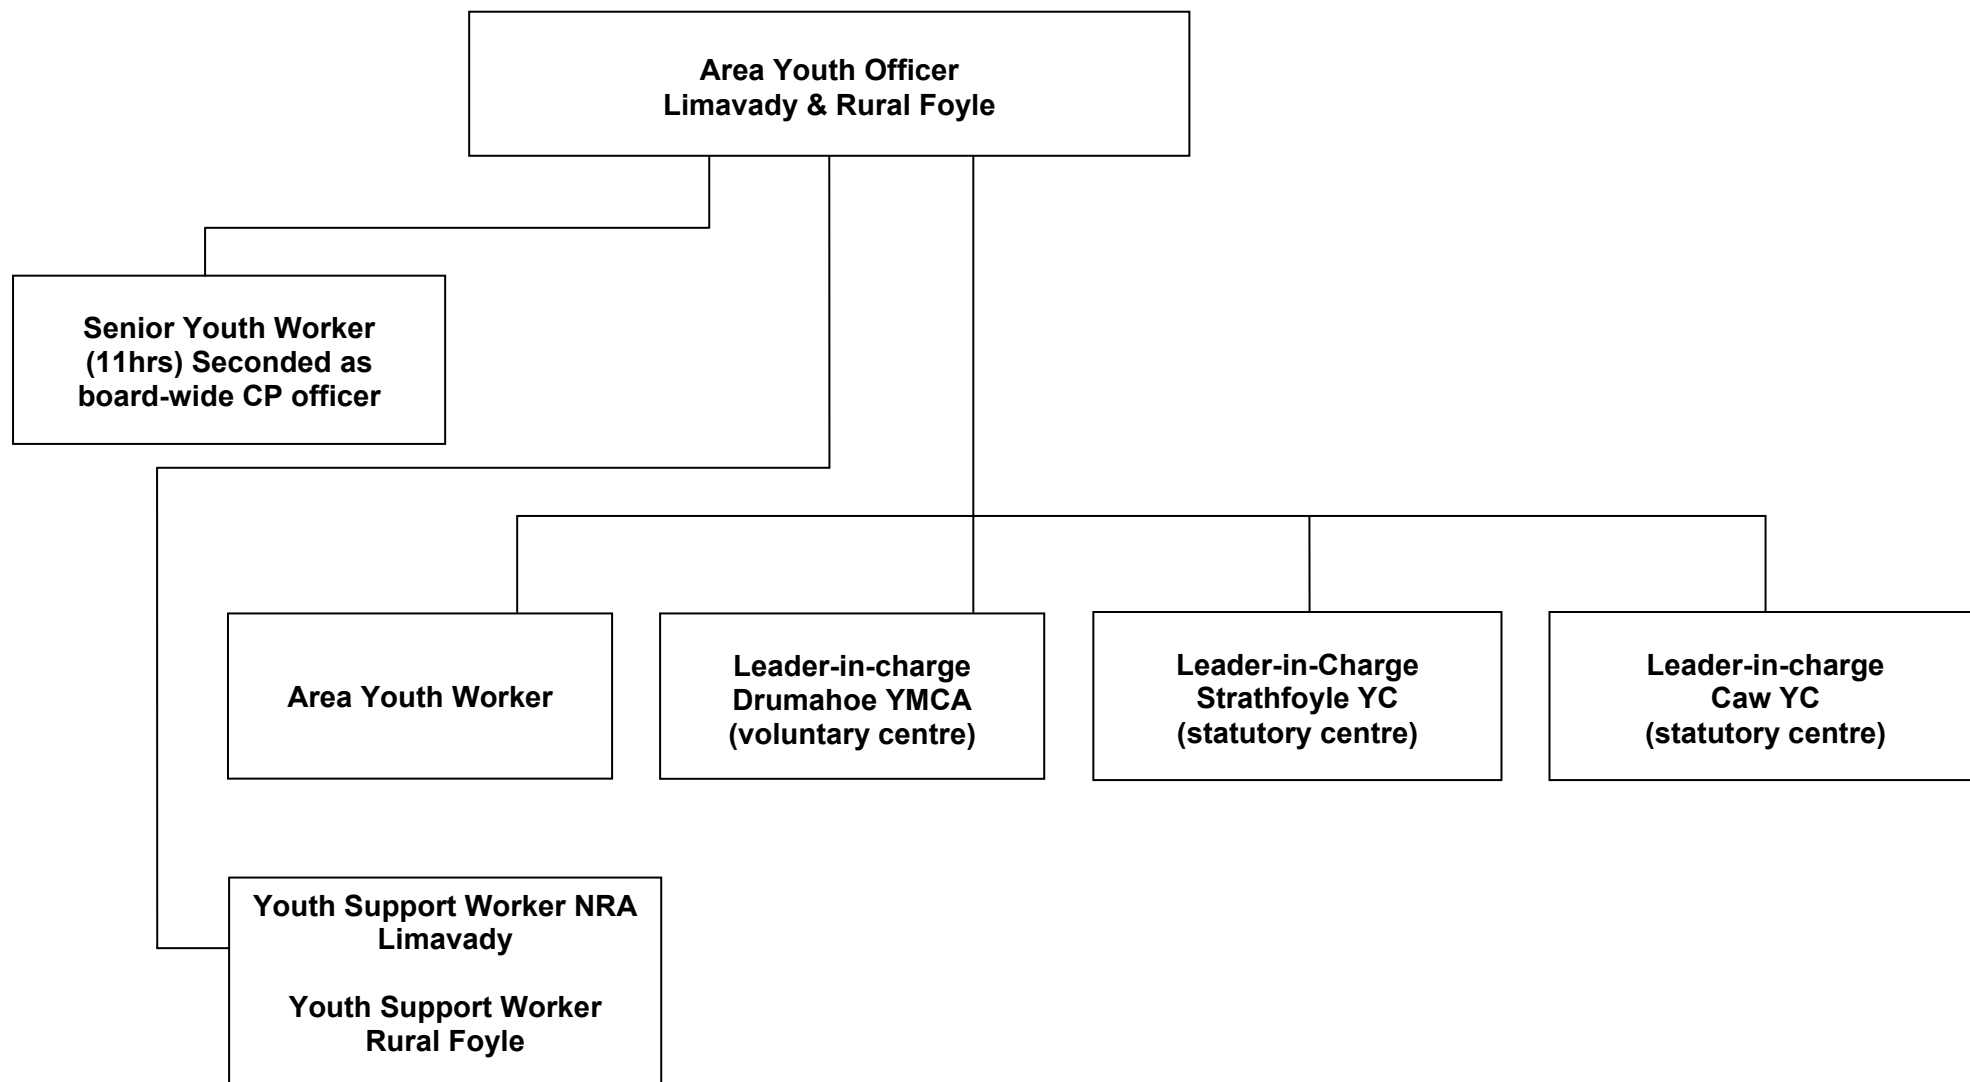 Area Youth Officer
Limavady & Rural Foyle
Senior Youth Worker
(11hrs) Seconded as
board-wide CP officer
Area Youth Worker
Leader-in-charge
Drumahoe YMCA
(voluntary centre)
Leader-in-Charge
Strathfoyle YC
(statutory centre)
Leader-in-charge
Caw YC
(statutory centre)
Youth Support Worker NRA
Limavady
Youth Support Worker
Rural Foyle